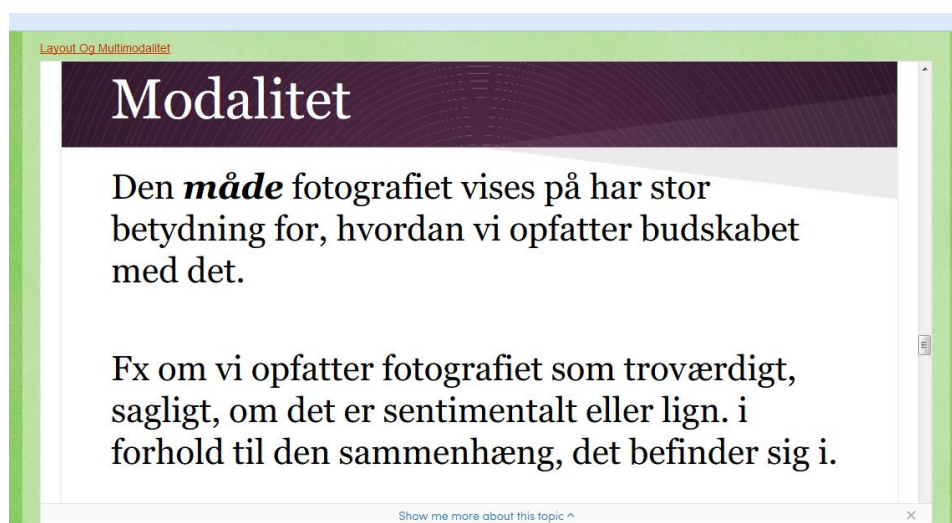 Layout Og Multimodalitet
Modalitet
Den måde fotografiet vises på har stor
betydning for, hvordan vi opfatter budskabet
med det.
Fx om vi opfatter fotografiet som troværdigt,
sagligt, om det er sentimentalt eller lign. i
forhold til den sammenhæng, det befinder sig i.
Show me more about this topic ^